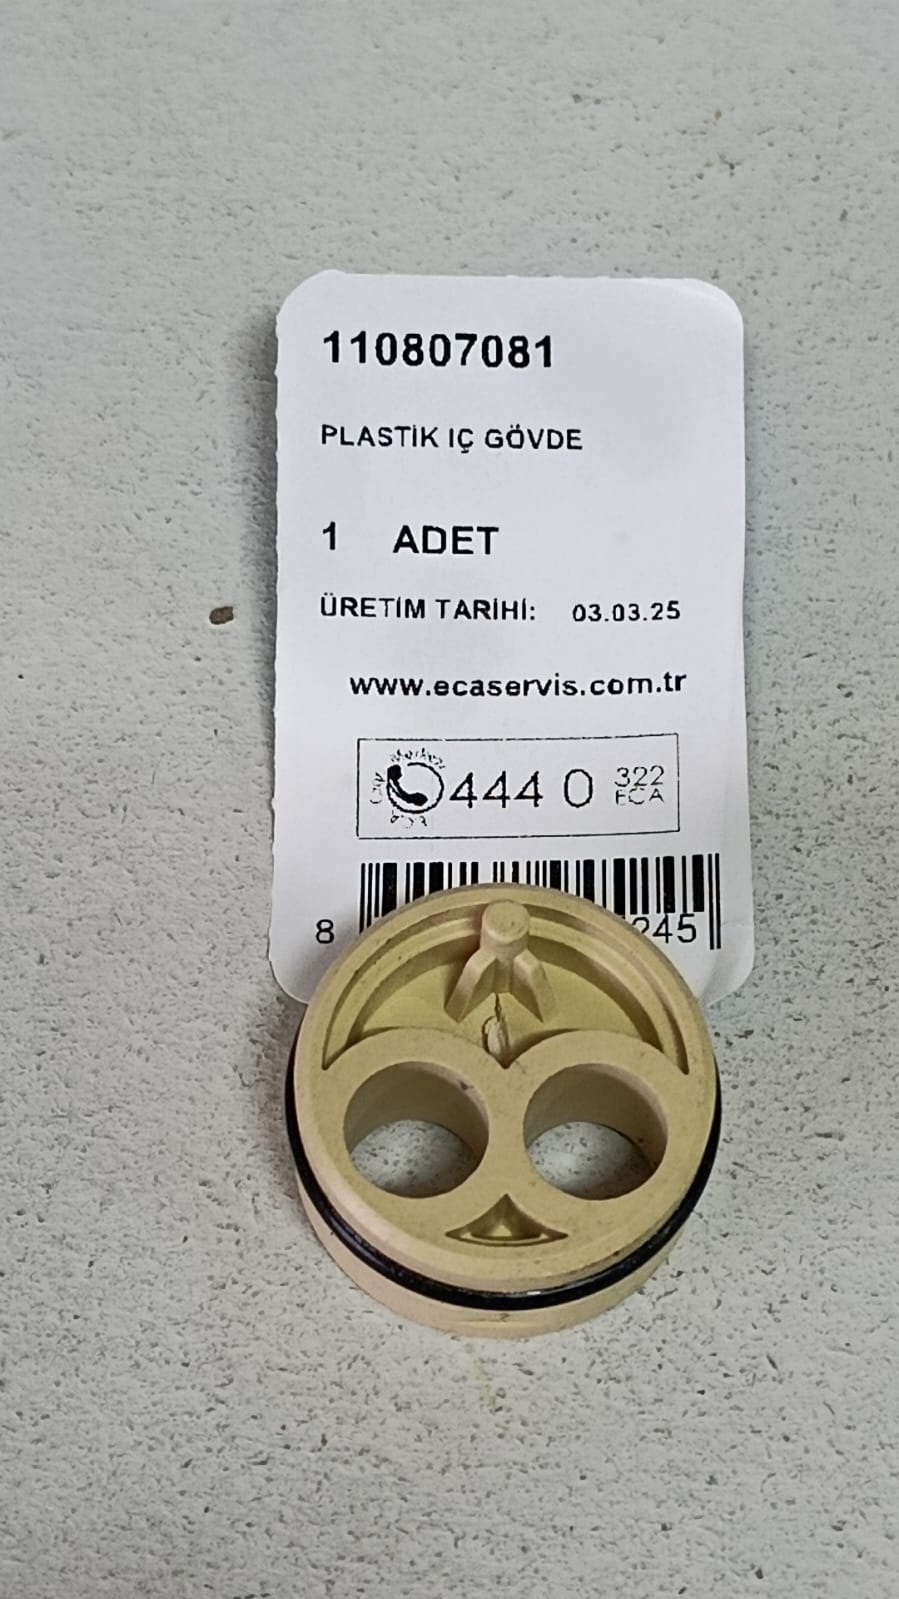 110807081
PLASTİK IÇ GÖVDE
1 ADET
ÜRETİM TARİHİ: 03.03.25
www.ecaservis.com.tr
444 0 322
ECA
8 245